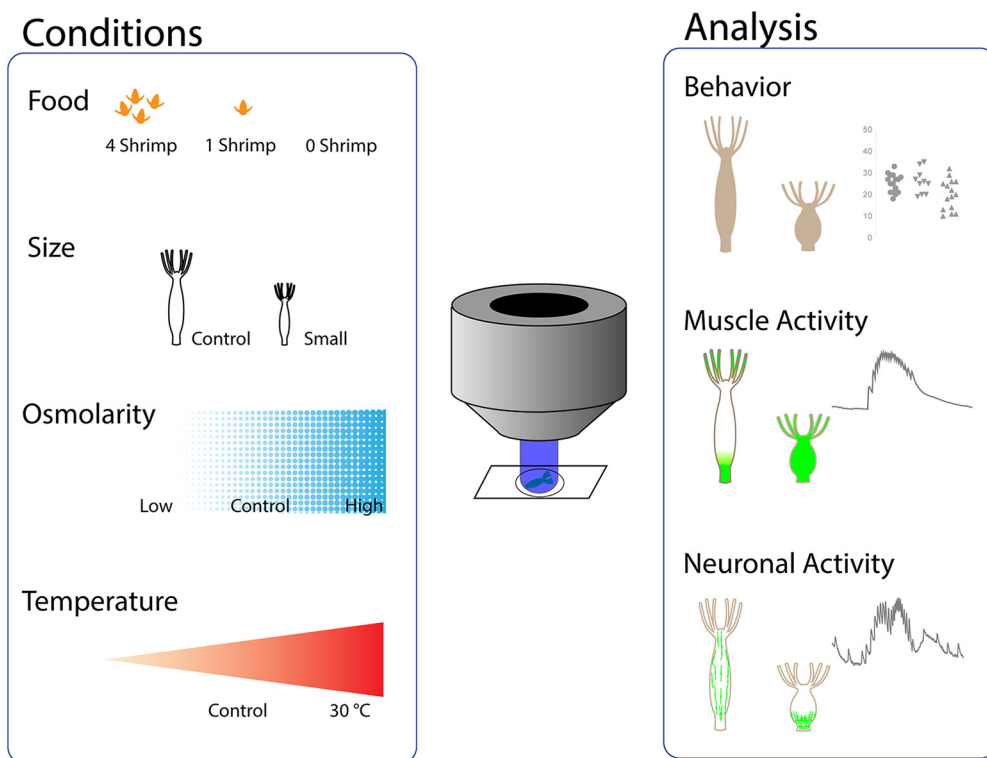 Conditions
Food
4 Shrimp 1 Shrimp 0 Shrimp
Size
Control Small
Osmolarity
Low Control High
Temperature
Control 30 °C
Analysis
Behavior
50
40
30
20
10
0
Muscle Activity
Neuronal Activity